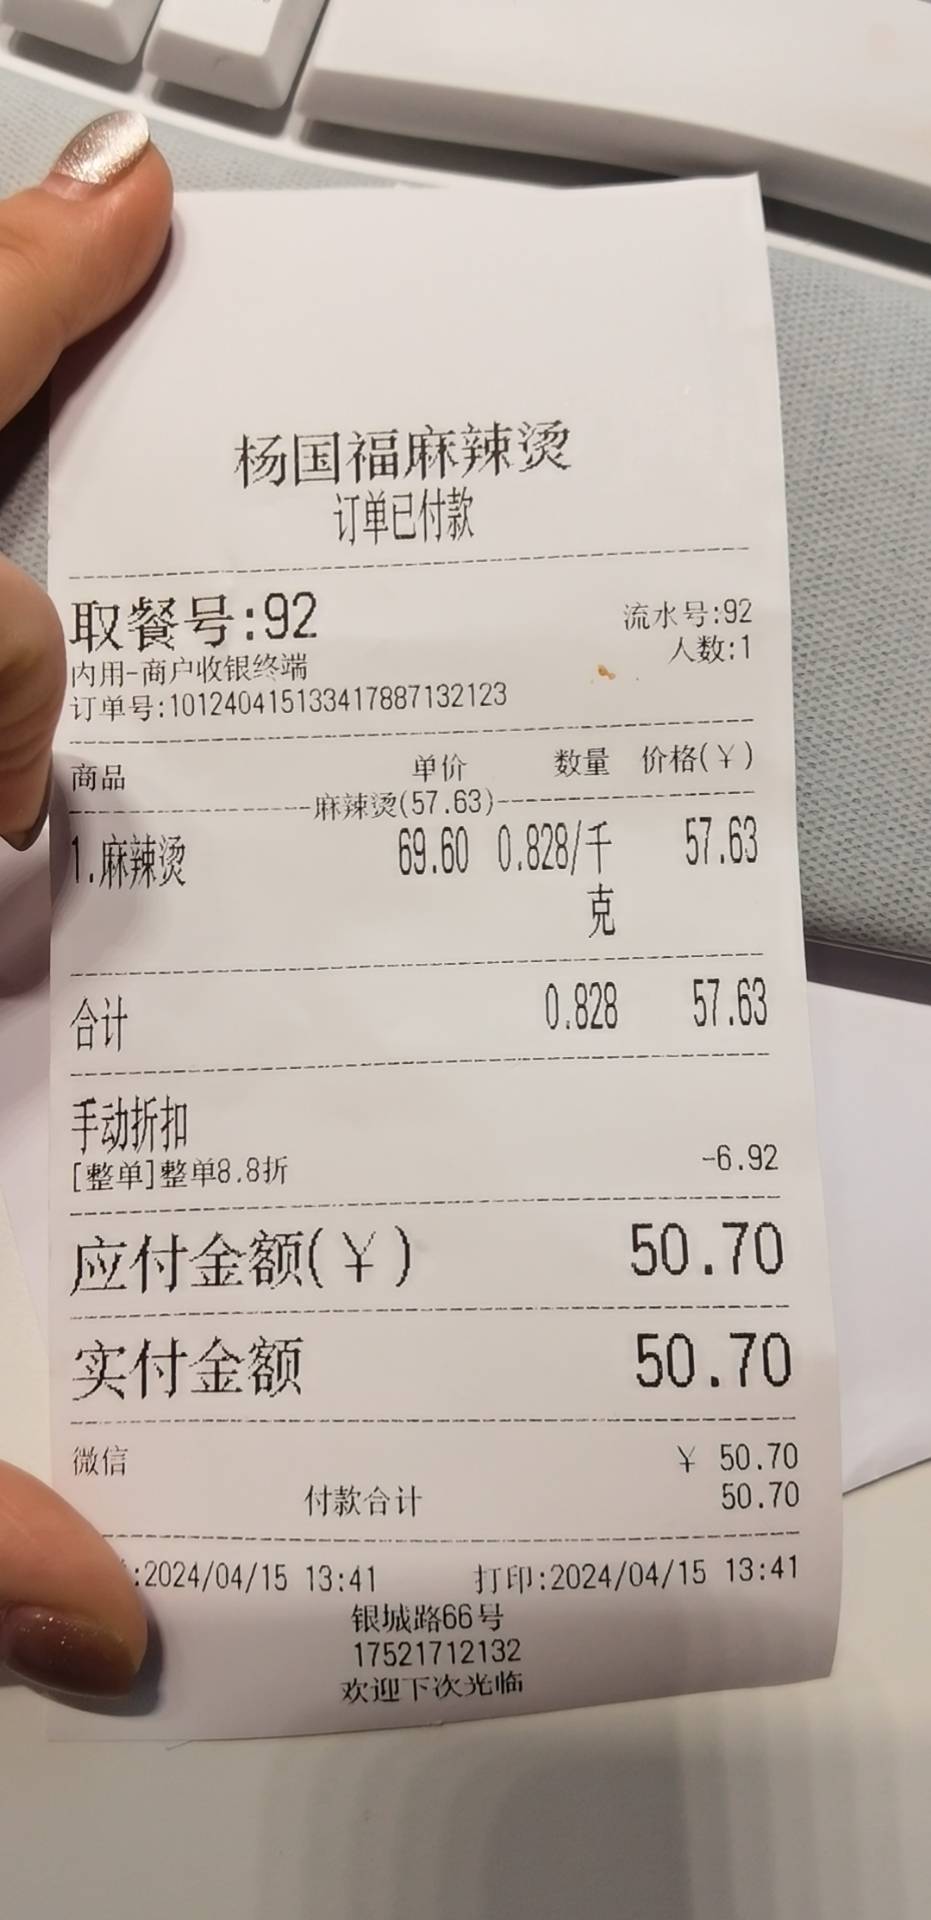 杨国福麻辣烫
订单已付款
取餐号:92 流水号:92
人数:1
内用-商户收银终端
订单号:101240415133417887132123
商品 单价 数量 价格(¥)
麻辣烫(57.63)
1.麻辣烫 69.60 0.828/千克 57.63
合计 0.828 57.63
手动折扣
[整单]整单8.8折 -6.92
应付金额(¥) 50.70
实付金额 50.70
微信 ¥ 50.70
付款合计 50.70
:2024/04/15 13:41 打印:2024/04/15 13:41
银城路66号
17521712132
欢迎下次光临